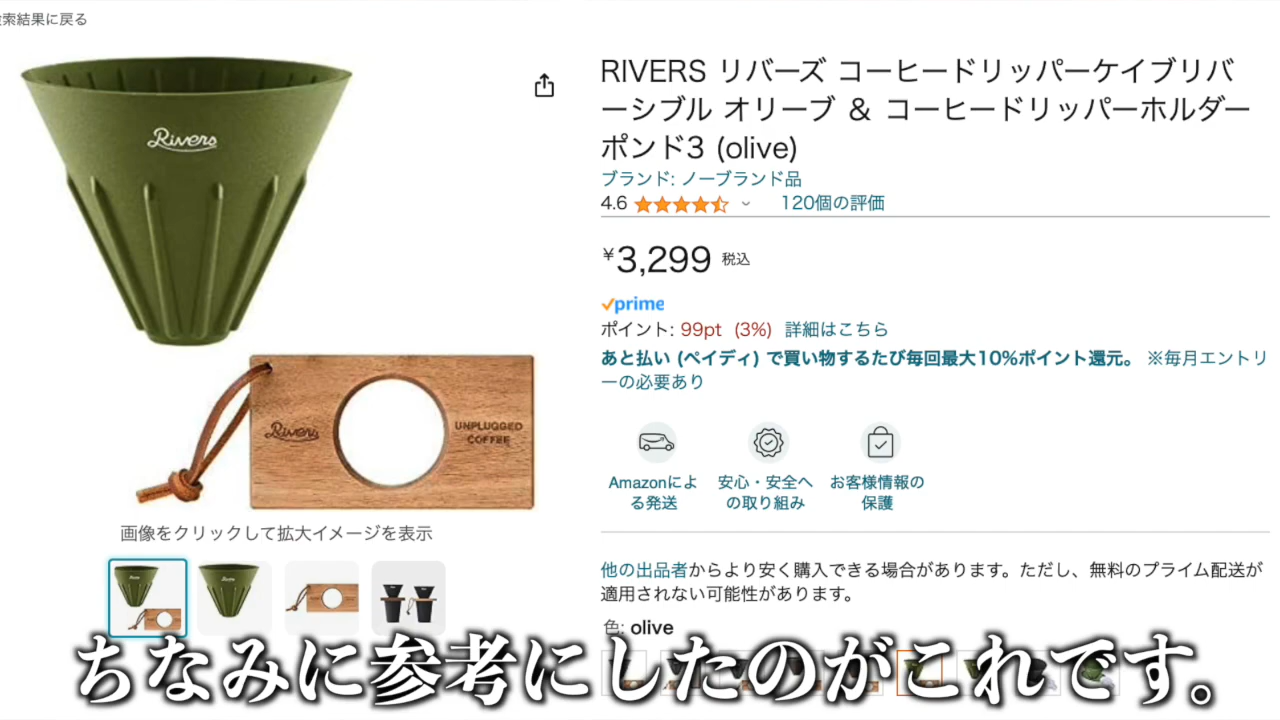 索結果に戻る
Rivers
Rivers
UNPLUGGED
COFFEE
画像をクリックして拡大イメージを表示
RIVERS リバーズ コーヒードリッパーケイブリバ
ーシブル オリーブ ＆ コーヒードリッパーホルダー
ポンド3 (olive)
ブランド: ノーブランド品
4.6
120個の評価
¥3,299 税込
prime
ポイント: 99pt (3%) 詳細はこちら
あと払い (ペイディ) で買い物するたび毎回最大10%ポイント還元。 ※毎月エントリ
ーの必要あり
Amazonによ
る発送
安心・安全へ
の取り組み
お客様情報の
保護
他の出品者からより安く購入できる場合があります。ただし、無料のプライム配送が
適用されない可能性があります。
色: olive
ちなみに参考にしたのがこれです。